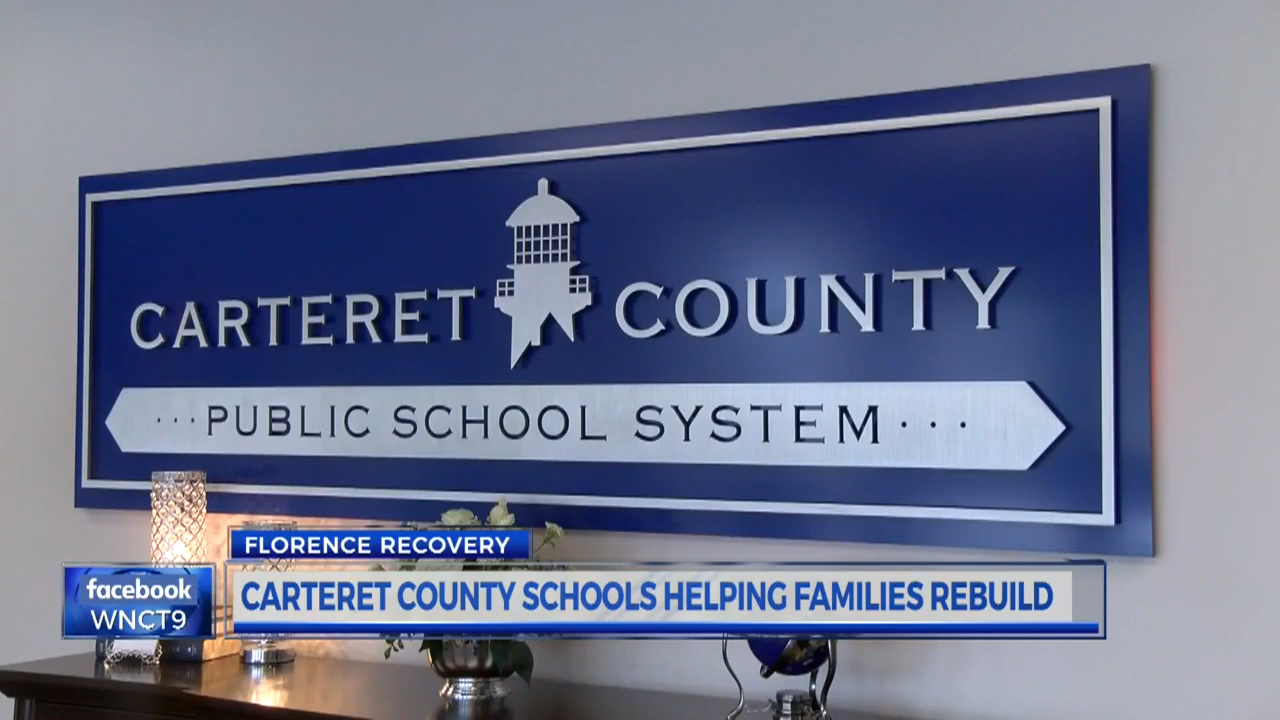 CARTERET COUNTY
···PUBLIC SCHOOL SYSTEM···
FLORENCE RECOVERY
facebook
WNCT9
CARTERET COUNTY SCHOOLS HELPING FAMILIES REBUILD